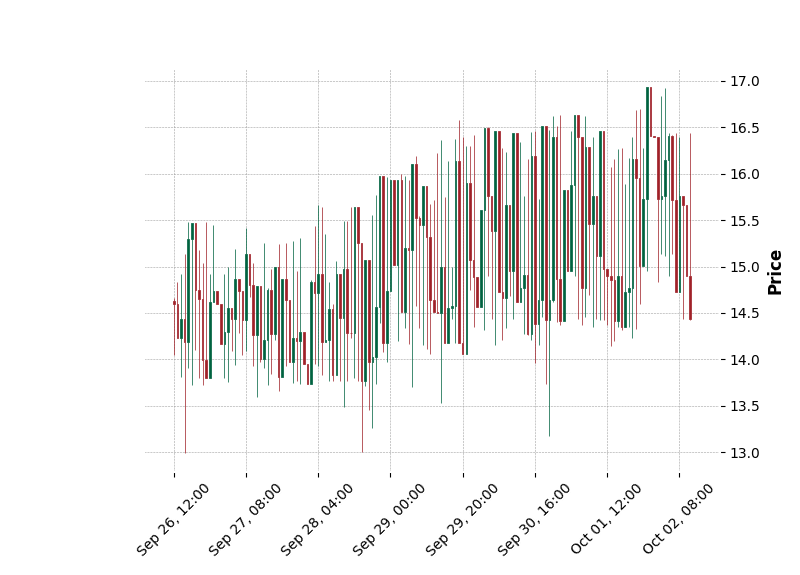 17.0
16.5
16.0
15.5
15.0
14.5
14.0
13.5
13.0
Price
Sep 26, 12:00
Sep 27, 08:00
Sep 28, 04:00
Sep 29, 00:00
Sep 29, 20:00
Sep 30, 16:00
Oct 01, 12:00
Oct 02, 08:00